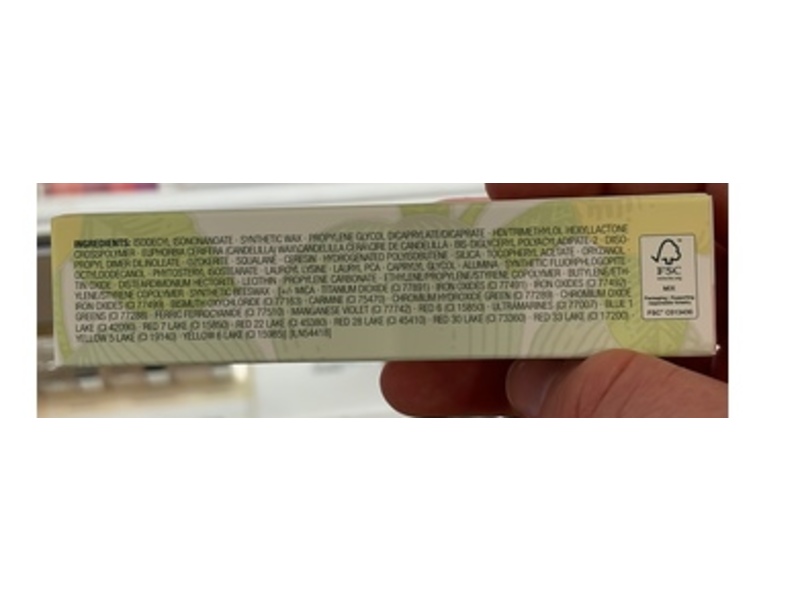 INGREDIENTS: ISODECYL ISONONANOATE · SYNTHETIC WAX · PROPYLENE GLYCOL DICAPRYLATE/DICAPRATE · HDI/TRIMETHYLOL HEXYLLACTONE
CROSSPOLYMER · EUPHORBIA CERIFERA (CANDELILLA) WAX\CANDELILLA CERA\CIRE DE CANDELILLA · BIS-DIGLYCERYL POLYACYLADIPATE-2 · DIISO-
PROPYL DIMER DILINOLEATE · OZOKERITE · SQUALANE · CERESIN · HYDROGENATED POLYISOBUTENE · SILICA · TOCOPHERYL ACETATE · ORYZANOL ·
OCTYLDODECANOL · PHYTOSTERYL ISOSTEARATE · LAUROYL LYSINE · LAURYL PCA · CAPRYLYL GLYCOL · ALUMINA · SYNTHETIC FLUORPHLOGOPITE
TIN OXIDE · DISTEARDIMONIUM HECTORITE · LECITHIN · PROPYLENE CARBONATE · ETHYLENE/PROPYLENE/STYRENE COPOLYMER · BUTYLENE/ETH-
YLENE/STYRENE COPOLYMER · SYNTHETIC BEESWAX · [+/- MICA · TITANIUM DIOXIDE (CI 77891) · IRON OXIDES (CI 77491) · IRON OXIDES (CI 77492) ·
IRON OXIDES (CI 77499) · BISMUTH OXYCHLORIDE (CI 77163) · CARMINE (CI 75470) · CHROMIUM HYDROXIDE GREEN (CI 77289) · CHROMIUM OXIDE
GREENS (CI 77288) · FERRIC FERROCYANIDE (CI 77510) · MANGANESE VIOLET (CI 77742) · RED 6 (CI 15850) · ULTRAMARINES (CI 77007) · BLUE 1
LAKE (CI 42090) · RED 7 LAKE (CI 15850) · RED 22 LAKE (CI 45380) · RED 28 LAKE (CI 45410) · RED 30 LAKE (CI 73360) · RED 33 LAKE (CI 17200)
YELLOW 5 LAKE (CI 19140) · YELLOW 6 LAKE (CI 15985)] [ILN54418]
FSC
MIX
Packaging | Supporting
responsible forestry